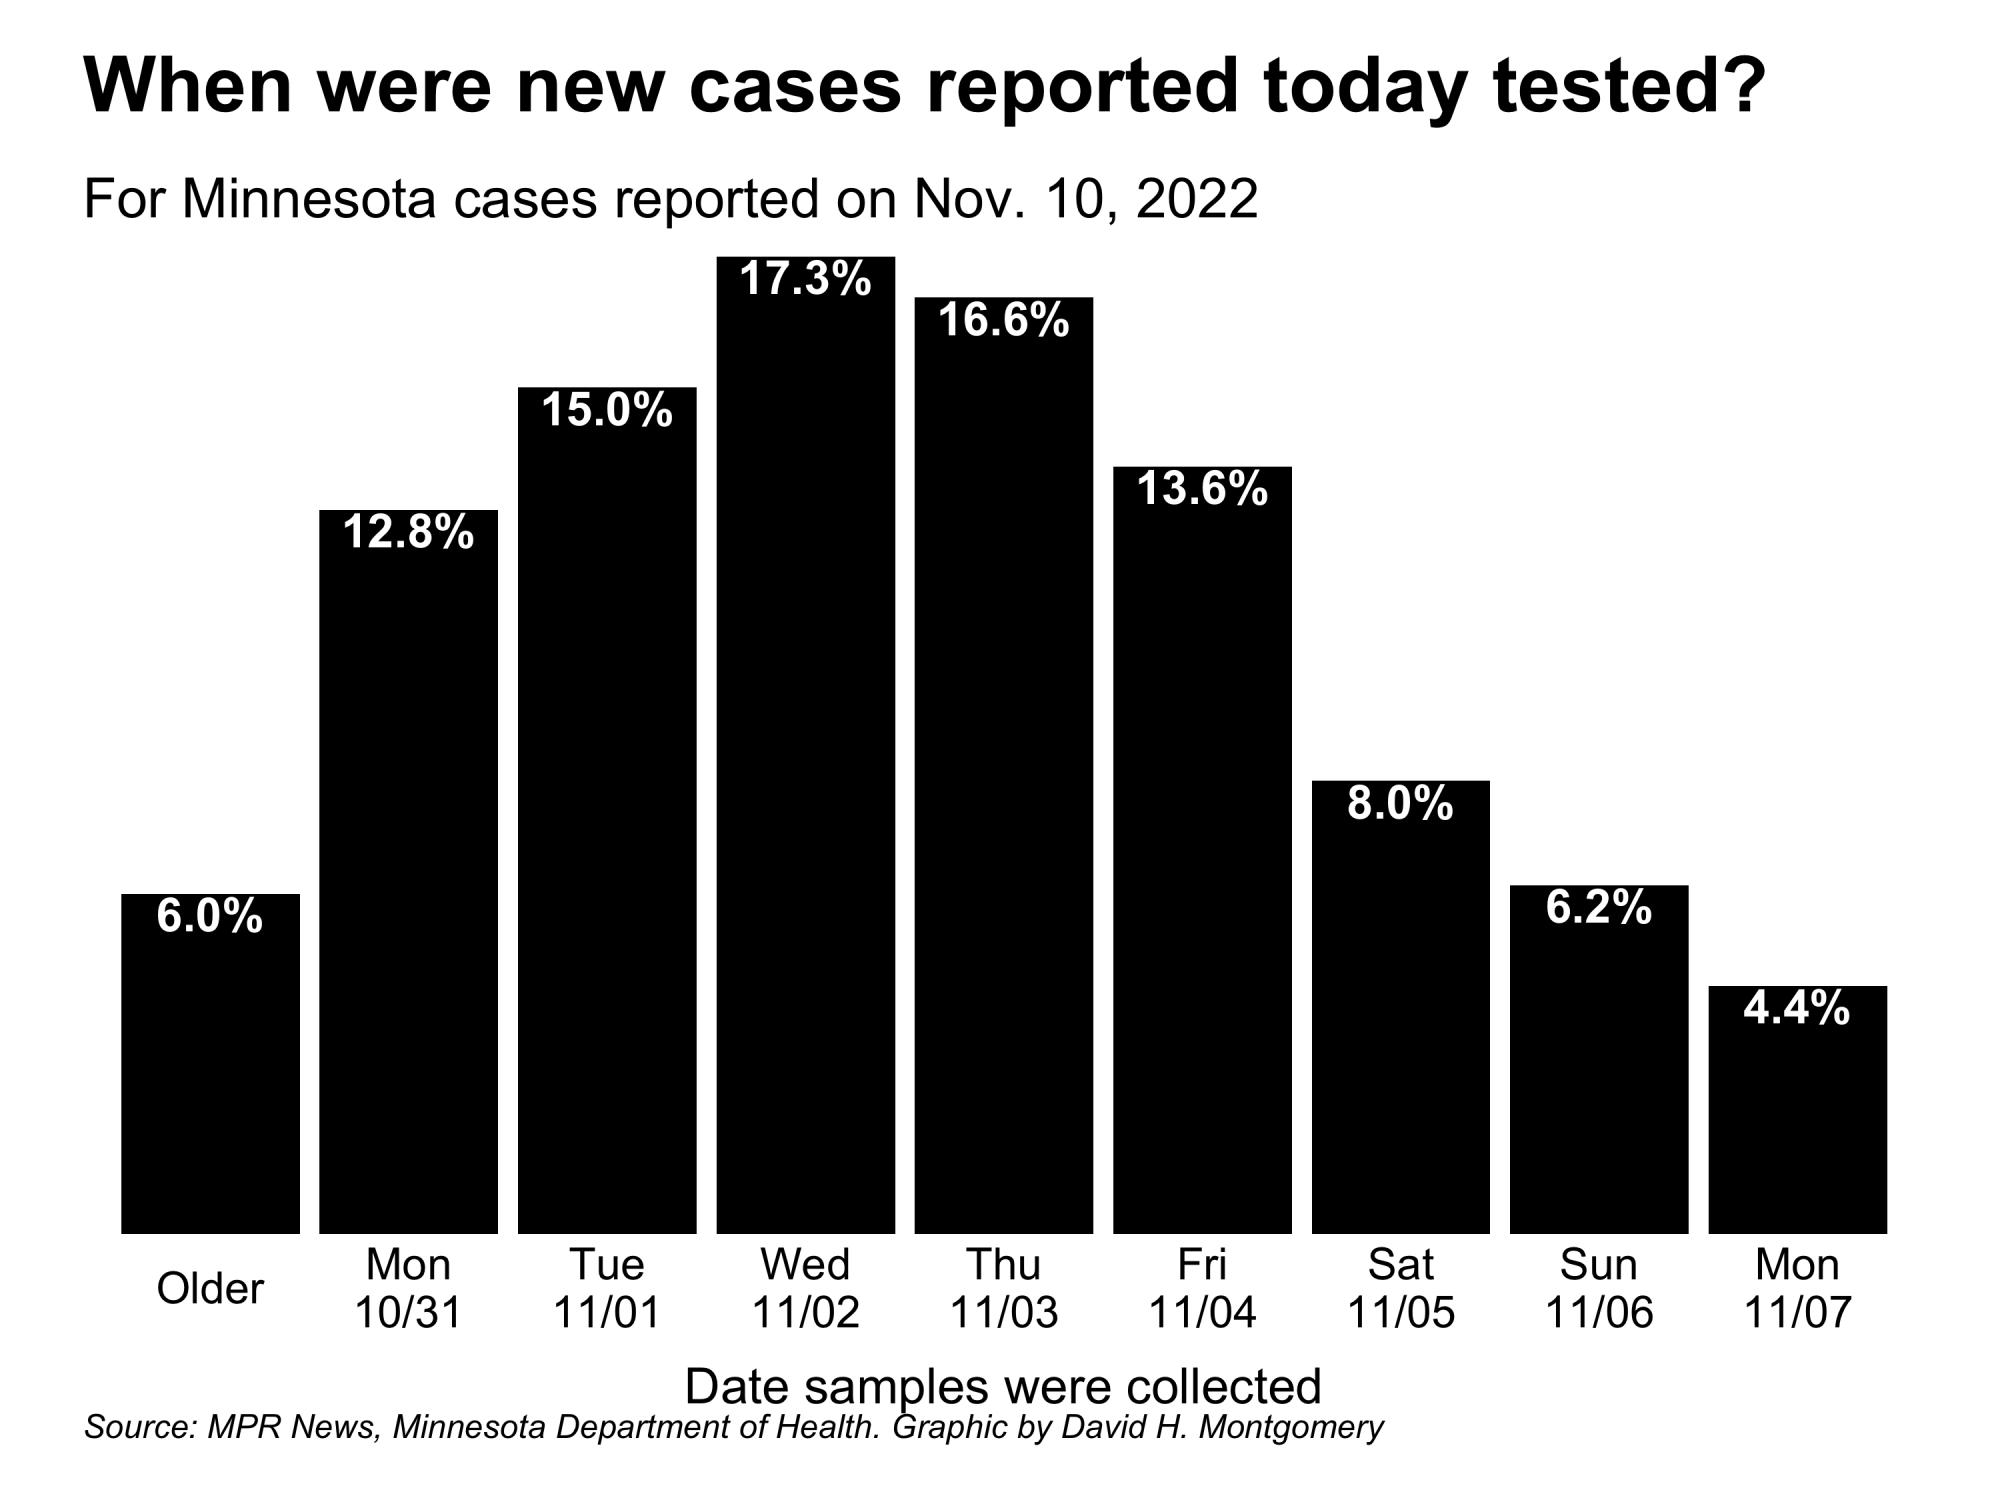 When were new cases reported today tested?
For Minnesota cases reported on Nov. 10, 2022
17.3%
16.6%
15.0%
13.6%
12.8%
8.0%
6.0%
6.2%
4.4%
Older
Mon
10/31
Tue
11/01
Wed
11/02
Thu
11/03
Fri
11/04
Sat
11/05
Sun
11/06
Mon
11/07
Date samples were collected
Source: MPR News, Minnesota Department of Health. Graphic by David H. Montgomery